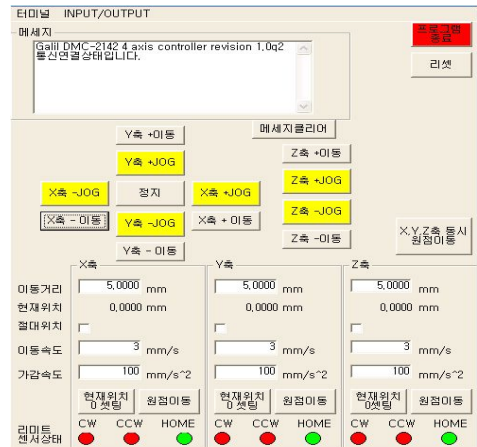 터미널 INPUT/OUTPUT
메세지
Galil DMC-2142 4 axis controller revision 1.0q2
통신연결상태입니다.
프로그램
종료
리셋
메세지클리어
Y축 +이동
Y축 +JOG
X축 -JOG
정지
X축 +JOG
X축 - 이동
Y축 -JOG
X축 + 이동
Y축 - 이동
Z축 +이동
Z축 +JOG
Z축 -JOG
Z축 -이동
X,Y,Z축 동시
원점이동
X축 Y축 Z축
이동거리 5,0000 mm 5,0000 mm 5,0000 mm
현재위치 0,0000 mm 0,0000 mm 0,0000 mm
절대위치
이동속도 3 mm/s 3 mm/s 3 mm/s
가감속도 100 mm/s^2 100 mm/s^2 100 mm/s^2
현재위치
0 셋팅
원점이동
현재위치
0 셋팅
원점이동
현재위치
0셋팅
원점이동
리미트
센서상태
CW CCW HOME CW CCW HOME CW CCW HOME